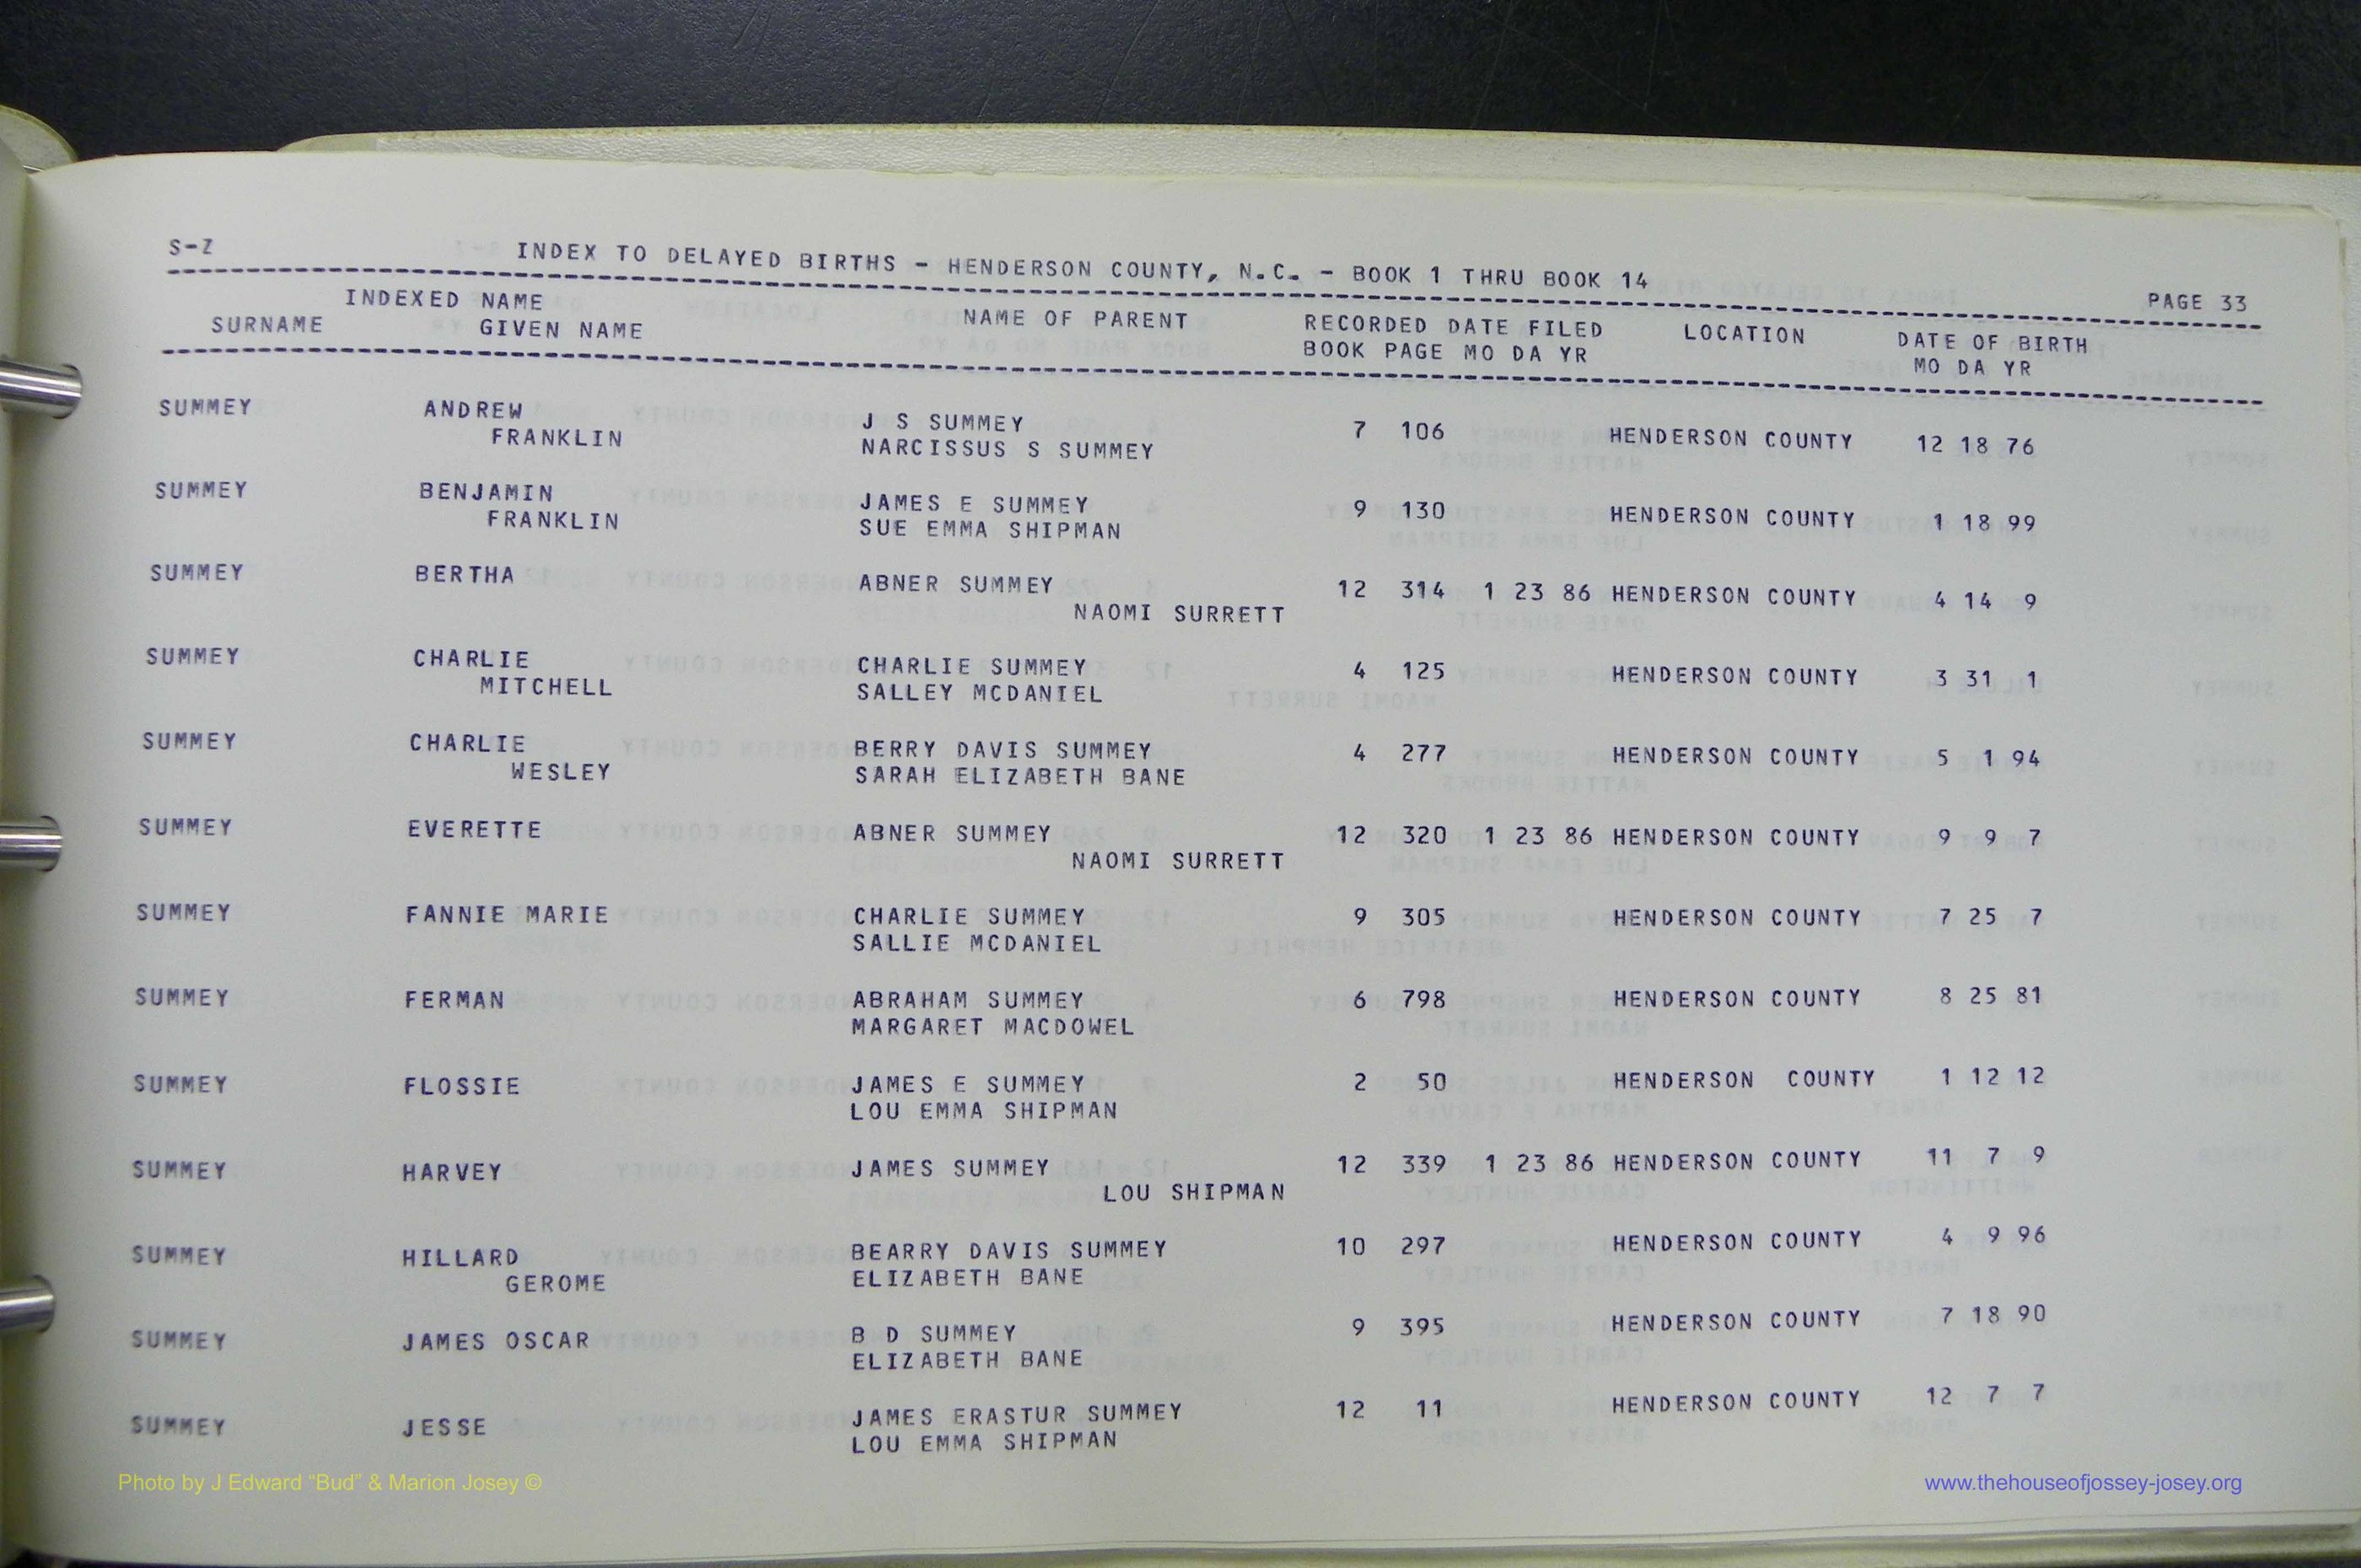 S-Z INDEX TO DELAYED BIRTHS - HENDERSON COUNTY, N.C. - BOOK 1 THRU BOOK 14 PAGE 33
INDEXED NAME
SURNAME GIVEN NAME NAME OF PARENT RECORDED DATE FILED LOCATION DATE OF BIRTH
BOOK PAGE MO DA YR MO DA YR
SUMMEY ANDREW J S SUMMEY 7 106 HENDERSON COUNTY 12 18 76
FRANKLIN NARCISSUS S SUMMEY
SUMMEY BENJAMIN JAMES E SUMMEY 9 130 HENDERSON COUNTY 1 18 99
FRANKLIN SUE EMMA SHIPMAN
SUMMEY BERTHA ABNER SUMMEY 12 314 1 23 86 HENDERSON COUNTY 4 14 9
NAOMI SURRETT
SUMMEY CHARLIE CHARLIE SUMMEY 4 125 HENDERSON COUNTY 3 31 1
MITCHELL SALLEY MCDANIEL
SUMMEY CHARLIE BERRY DAVIS SUMMEY 4 277 HENDERSON COUNTY 5 1 94
WESLEY SARAH ELIZABETH BANE
SUMMEY EVERETTE ABNER SUMMEY 12 320 1 23 86 HENDERSON COUNTY 9 9 7
NAOMI SURRETT
SUMMEY FANNIE MARIE CHARLIE SUMMEY 9 305 HENDERSON COUNTY 7 25 7
SALLIE MCDANIEL
SUMMEY FERMAN ABRAHAM SUMMEY 6 798 HENDERSON COUNTY 8 25 81
MARGARET MACDOWEL
SUMMEY FLOSSIE JAMES E SUMMEY 2 50 HENDERSON COUNTY 1 12 12
LOU EMMA SHIPMAN
SUMMEY HARVEY JAMES SUMMEY 12 339 1 23 86 HENDERSON COUNTY 11 7 9
LOU SHIPMAN
SUMMEY HILLARD BEARRY DAVIS SUMMEY 10 297 HENDERSON COUNTY 4 9 96
GEROME ELIZABETH BANE
SUMMEY JAMES OSCAR B D SUMMEY 9 395 HENDERSON COUNTY 7 18 90
ELIZABETH BANE
SUMMEY JESSE JAMES ERASTUR SUMMEY 12 11 HENDERSON COUNTY 12 7 7
LOU EMMA SHIPMAN
Photo by J Edward “Bud” & Marion Josey © www.thehouseofjossey-josey.org